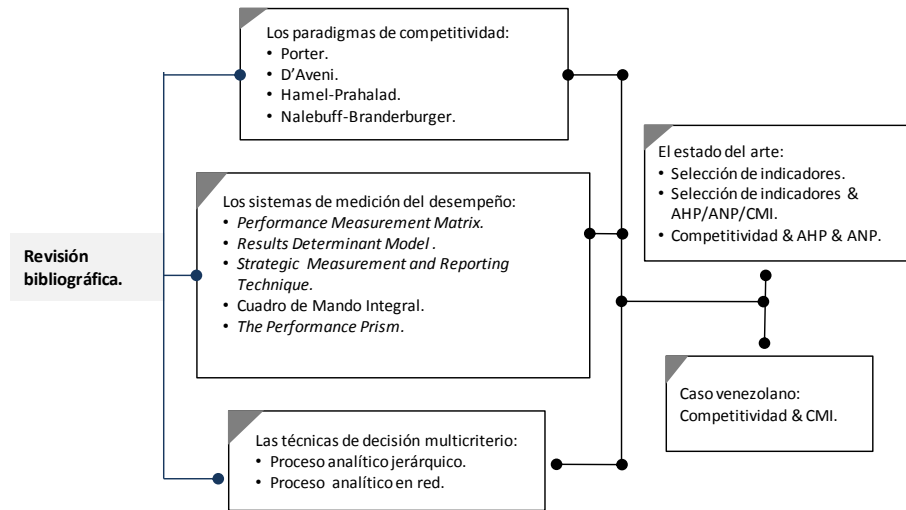 Revisión
bibliográfica.
Los paradigmas de competitividad:
• Porter.
• D’Aveni.
• Hamel-Prahalad.
• Nalebuff-Branderburger.
Los sistemas de medición del desempeño:
• Performance Measurement Matrix.
• Results Determinant Model .
• Strategic Measurement and Reporting
Technique.
• Cuadro de Mando Integral.
• The Performance Prism.
Las técnicas de decisión multicriterio:
• Proceso analítico jerárquico.
• Proceso analítico en red.
El estado del arte:
• Selección de indicadores.
• Selección de indicadores &
AHP/ANP/CMI.
• Competitividad & AHP & ANP.
Caso venezolano:
Competitividad & CMI.